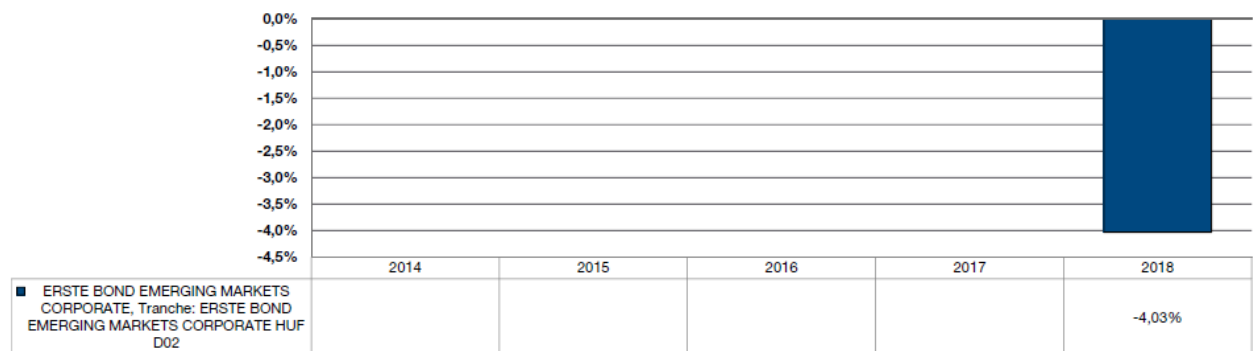 0,0%
-0,5%
-1,0%
-1,5%
-2,0%
-2,5%
-3,0%
-3,5%
-4,0%
-4,5%
2014 2015 2016 2017 2018
ERSTE BOND EMERGING MARKETS
CORPORATE, Tranche: ERSTE BOND
EMERGING MARKETS CORPORATE HUF
D02
-4,03%